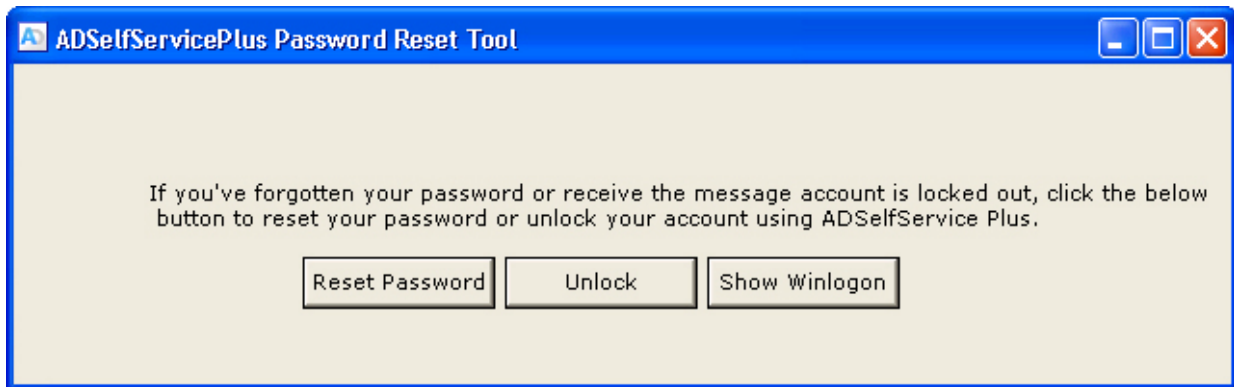 ADSelfServicePlus Password Reset Tool
If you've forgotten your password or receive the message account is locked out, click the below
button to reset your password or unlock your account using ADSelfService Plus.
Reset Password Unlock Show Winlogon